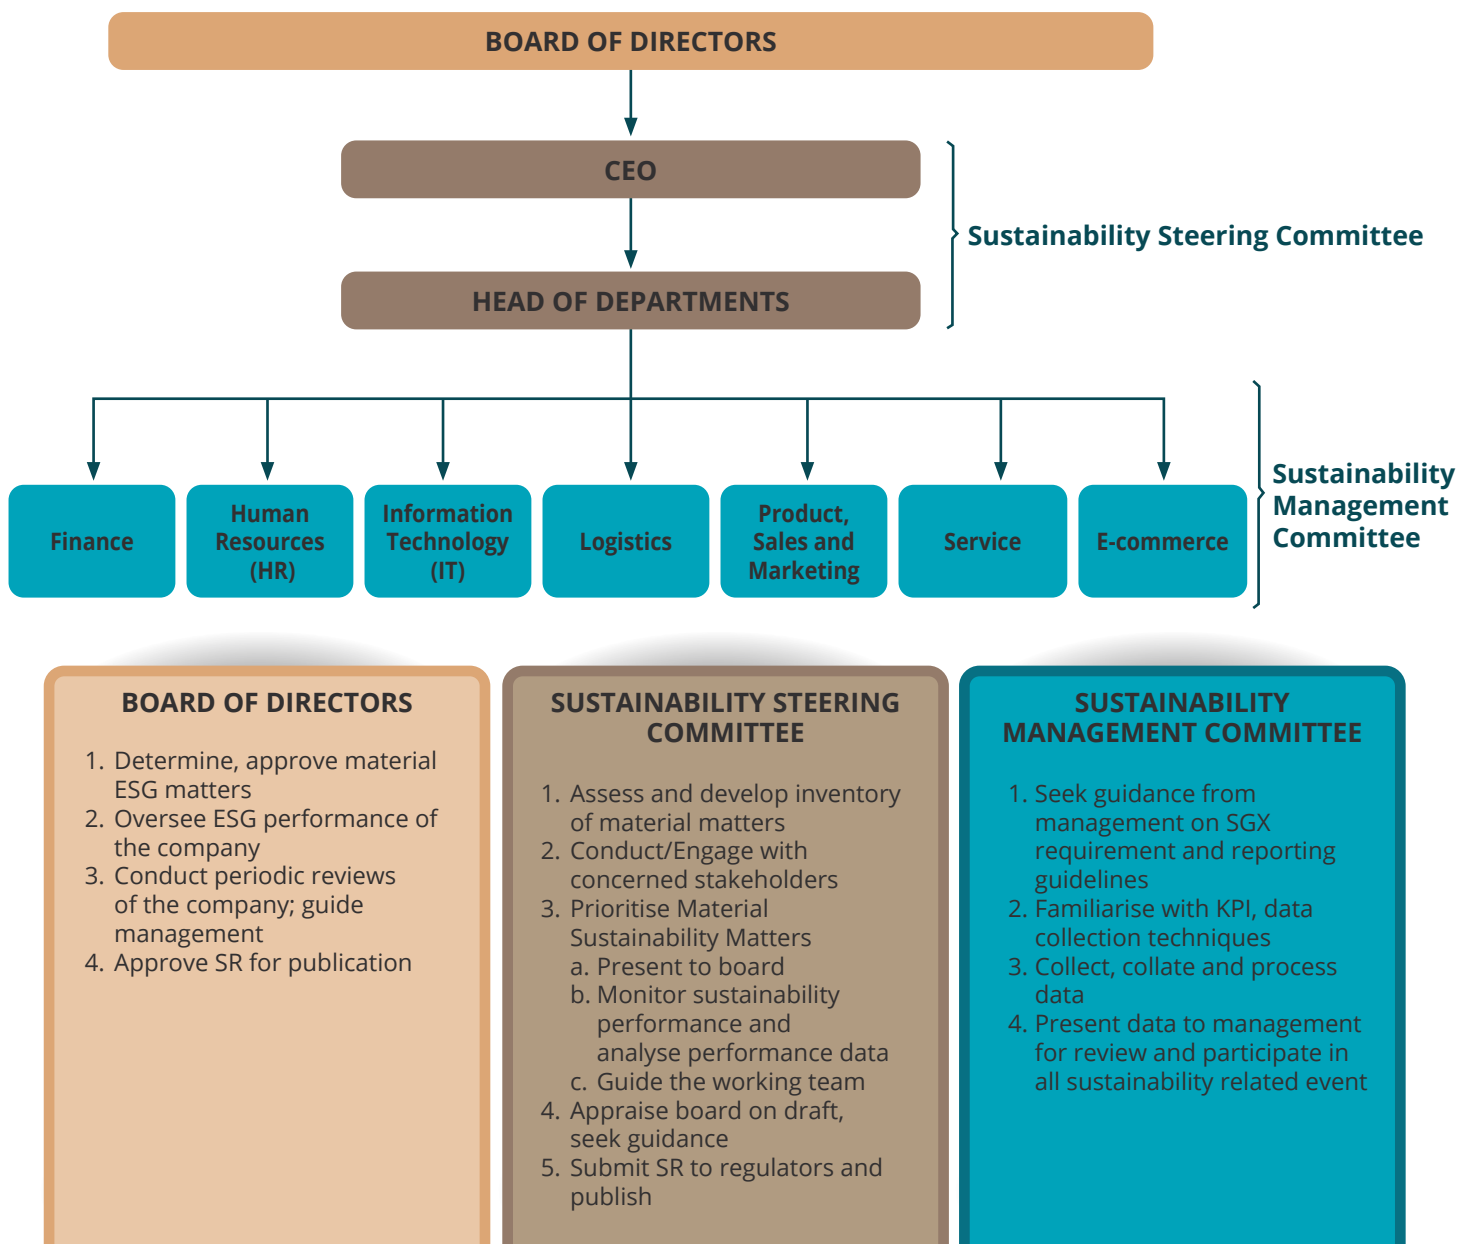 BOARD OF DIRECTORS
CEO
Sustainability Steering Committee
HEAD OF DEPARTMENTS
Finance
Human
Resources
(HR)
Information
Technology
(IT)
Logistics
Product,
Sales and
Marketing
Service
E-commerce
Sustainability
Management
Committee
BOARD OF DIRECTORS
1. Determine, approve material
ESG matters
2. Oversee ESG performance of
the company
3. Conduct periodic reviews
of the company; guide
management
4. Approve SR for publication
SUSTAINABILITY STEERING
COMMITTEE
1. Assess and develop inventory
of material matters
2. Conduct/Engage with
concerned stakeholders
3. Prioritise Material
Sustainability Matters
a. Present to board
b. Monitor sustainability
performance and
analyse performance data
c. Guide the working team
4. Appraise board on draft,
seek guidance
5. Submit SR to regulators and
publish
SUSTAINABILITY
MANAGEMENT COMMITTEE
1. Seek guidance from
management on SGX
requirement and reporting
guidelines
2. Familiarise with KPI, data
collection techniques
3. Collect, collate and process
data
4. Present data to management
for review and participate in
all sustainability related event